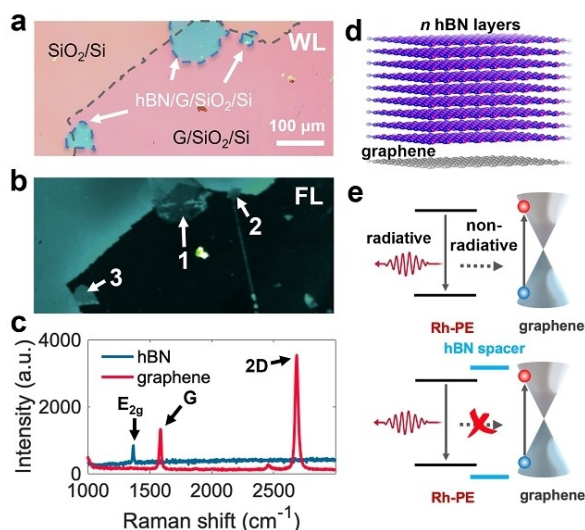 a
SiO2/Si
WL
hBN/G/SiO2/Si
G/SiO2/Si
100 μm
b
FL
1
2
3
c
4000
2000
0
Intensity (a.u.)
hBN
graphene
E2g
G
2D
1000
1500
2000
2500
Raman shift (cm-1)
d
n hBN layers
graphene
e
radiative
non-
radiative
Rh-PE
graphene
hBN spacer
Rh-PE
graphene